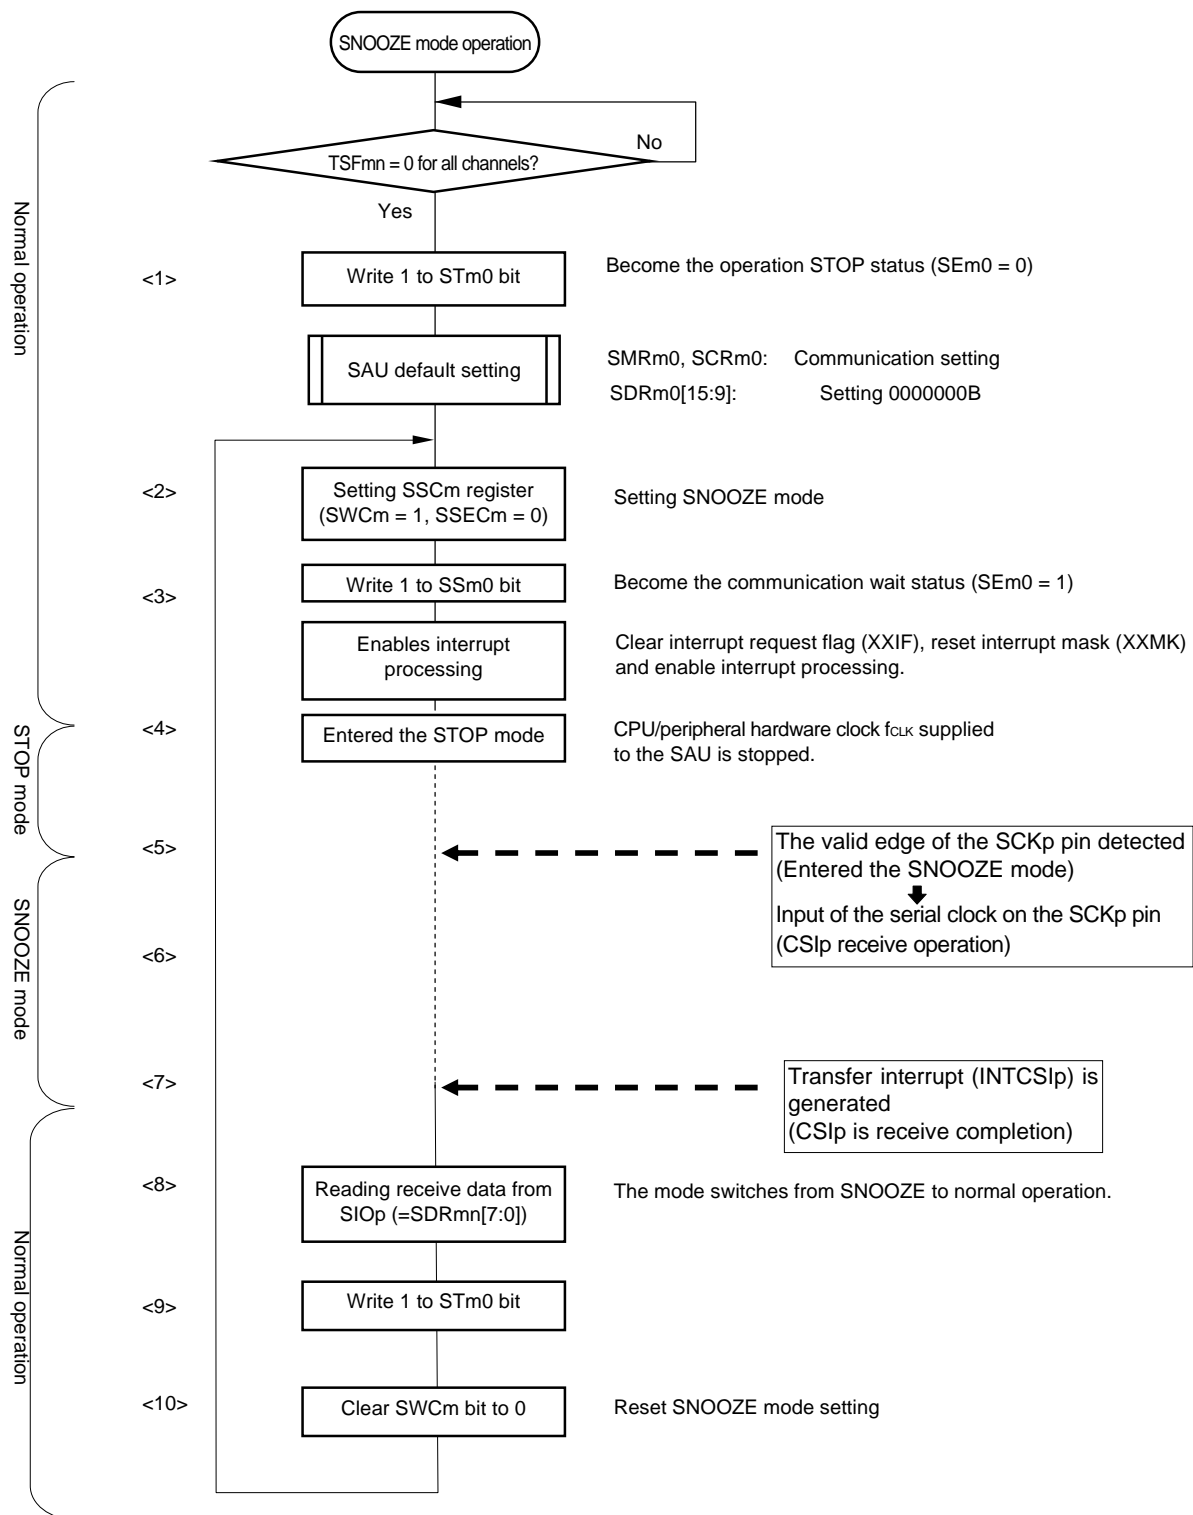 SNOOZE mode operation
No
TSFmn = 0 for all channels?
Yes
Normal operation
<1>
Write 1 to STm0 bit
Become the operation STOP status (SEm0 = 0)
SAU default setting
SMRm0, SCRm0: Communication setting
SDRm0[15:9]: Setting 0000000B
<2>
Setting SSCm register
(SWCm = 1, SSECm = 0)
Setting SNOOZE mode
<3>
Write 1 to SSm0 bit
Become the communication wait status (SEm0 = 1)
Enables interrupt
processing
Clear interrupt request flag (XXIF), reset interrupt mask (XXMK)
and enable interrupt processing.
STOP mode
<4>
Entered the STOP mode
CPU/peripheral hardware clock fCLK supplied
to the SAU is stopped.
<5>
The valid edge of the SCKp pin detected
(Entered the SNOOZE mode)
Input of the serial clock on the SCKp pin
(CSIp receive operation)
SNOOZE mode
<6>
<7>
Transfer interrupt (INTCSIp) is
generated
(CSIp is receive completion)
Normal operation
<8>
Reading receive data from
SIOp (=SDRmn[7:0])
The mode switches from SNOOZE to normal operation.
<9>
Write 1 to STm0 bit
<10>
Clear SWCm bit to 0
Reset SNOOZE mode setting